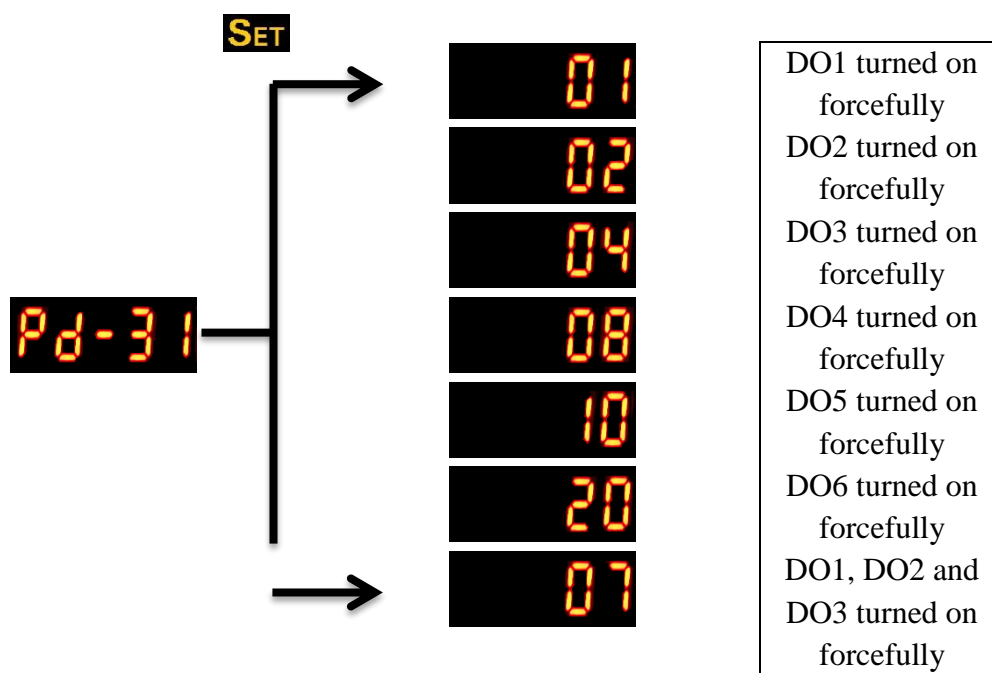 SET
01
DO1 turned on
forcefully
02
DO2 turned on
forcefully
04
DO3 turned on
forcefully
Pd-31
08
DO4 turned on
forcefully
10
DO5 turned on
forcefully
20
DO6 turned on
forcefully
07
DO1, DO2 and
DO3 turned on
forcefully